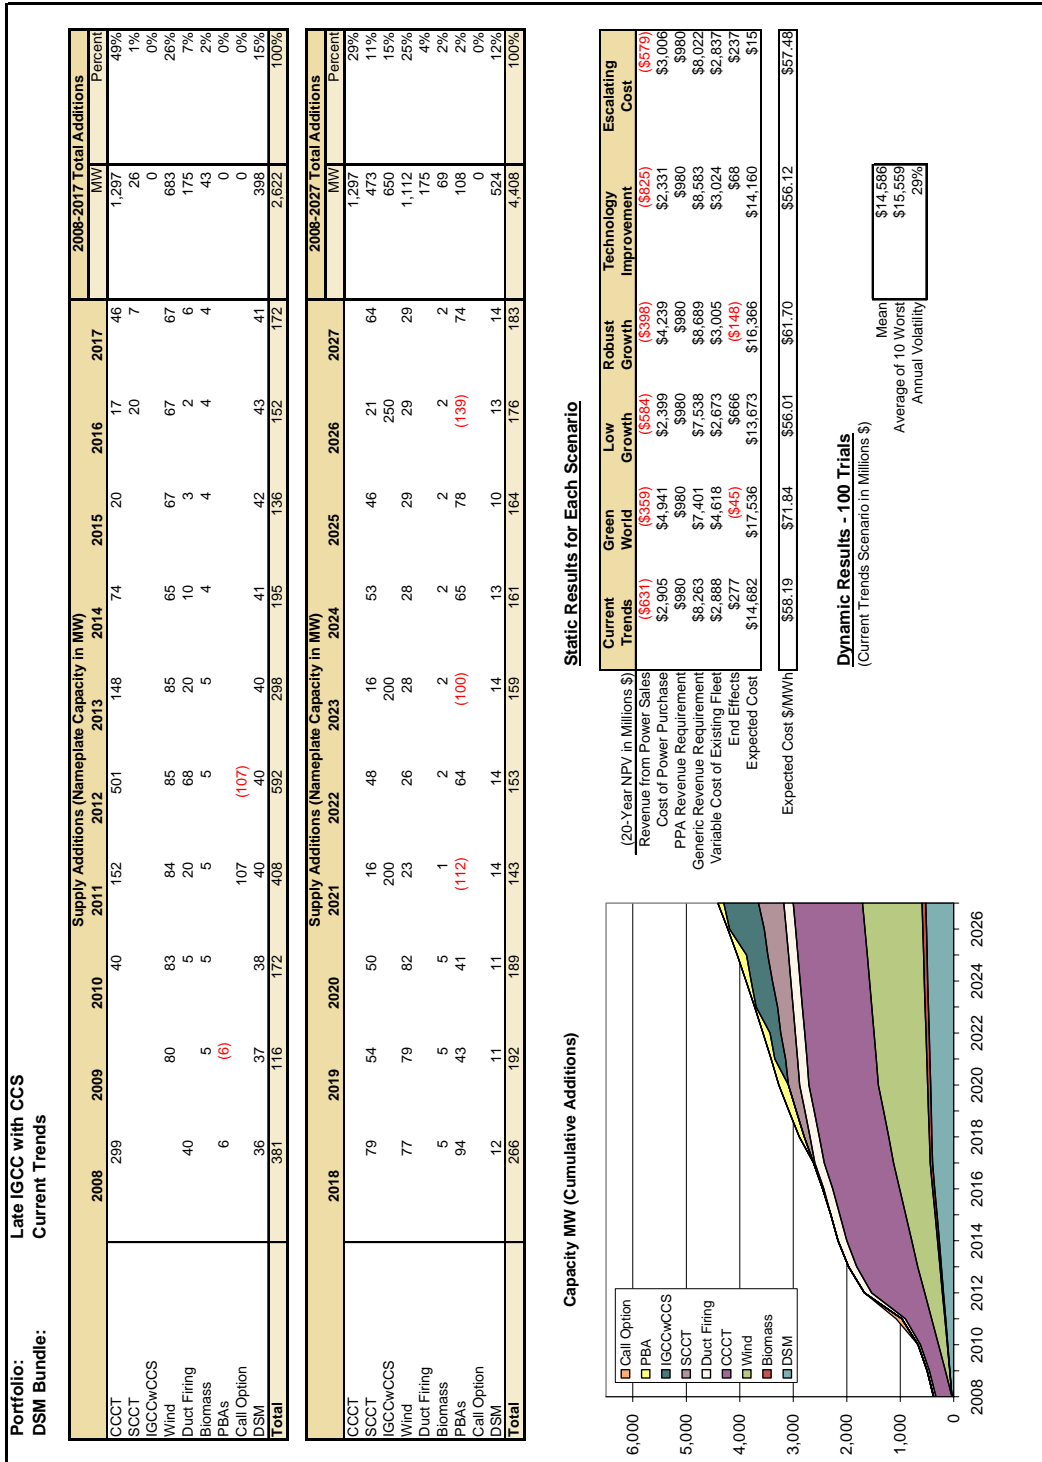 Portfolio: Late IGCC with CCS
DSM Bundle: Current Trends
Supply Additions (Nameplate Capacity in MW) 2008-2017 Total Additions
2008 2009 2010 2011 2012 2013 2014 2015 2016 2017 MW Percent
CCCT 299 40 152 501 148 74 20 17 46 1,297 49%
SCCT 20 7 26 1%
IGCCwCCS 0 0%
Wind 80 83 84 85 85 65 67 67 67 683 26%
Duct Firing 40 5 20 68 20 10 3 2 6 175 7%
Biomass 5 5 5 5 5 4 4 4 4 43 2%
PBAs 6 (6) 0 0%
Call Option 107 (107) 0 0%
DSM 36 37 38 40 40 40 41 42 43 41 398 15%
Total 381 116 172 408 592 298 195 136 152 172 2,622 100%
Supply Additions (Nameplate Capacity in MW) 2008-2027 Total Additions
2018 2019 2020 2021 2022 2023 2024 2025 2026 2027 MW Percent
CCCT 1,297 29%
SCCT 79 54 50 16 48 16 53 46 21 64 473 11%
IGCCwCCS 200 200 250 650 15%
Wind 77 79 82 23 26 28 28 29 29 29 1,112 25%
Duct Firing 175 4%
Biomass 5 5 5 1 2 2 2 2 2 2 69 2%
PBAs 94 43 41 (112) 64 (100) 65 78 (139) 74 108 2%
Call Option 0 0%
DSM 12 11 11 14 14 14 13 10 13 14 524 12%
Total 266 192 189 143 153 159 161 164 176 183 4,408 100%
Capacity MW (Cumulative Additions)
6,000
5,000
4,000
3,000
2,000
1,000
0
Call Option
PBA
IGCCwCCS
SCCT
Duct Firing
CCCT
Wind
Biomass
DSM
2008 2010 2012 2014 2016 2018 2020 2022 2024 2026
Static Results for Each Scenario
(20-Year NPV in Millions $) Current Trends Green World Low Growth Robust Growth Technology Improvement Escalating Cost
Revenue from Power Sales ($631) ($359) ($584) ($398) ($825) ($579)
Cost of Power Purchase $2,905 $4,941 $2,399 $4,239 $2,331 $3,006
PPA Revenue Requirement $980 $980 $980 $980 $980 $980
Generic Revenue Requirement $8,263 $7,401 $7,538 $8,689 $8,583 $8,022
Variable Cost of Existing Fleet $2,888 $4,618 $2,673 $3,005 $3,024 $2,837
End Effects $277 ($45) $666 ($148) $68 $237
Expected Cost $14,682 $17,536 $13,673 $16,366 $14,160 $15
Expected Cost $/MWh $58.19 $71.84 $56.01 $61.70 $56.12 $57.48
Dynamic Results - 100 Trials
(Current Trends Scenario in Millions $)
Mean $14,586
Average of 10 Worst $15,559
Annual Volatility 29%